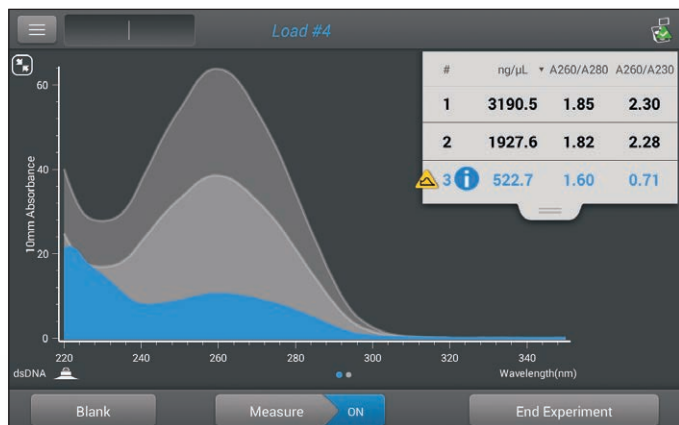 Load #4
# ng/µL A260/A280 A260/A230
1 3190.5 1.85 2.30
2 1927.6 1.82 2.28
3 i 522.7 1.60 0.71
10mm Absorbance
60
40
20
0
220 240 260 280 300 320 340
dsDNA
Wavelength(nm)
Blank Measure ON End Experiment